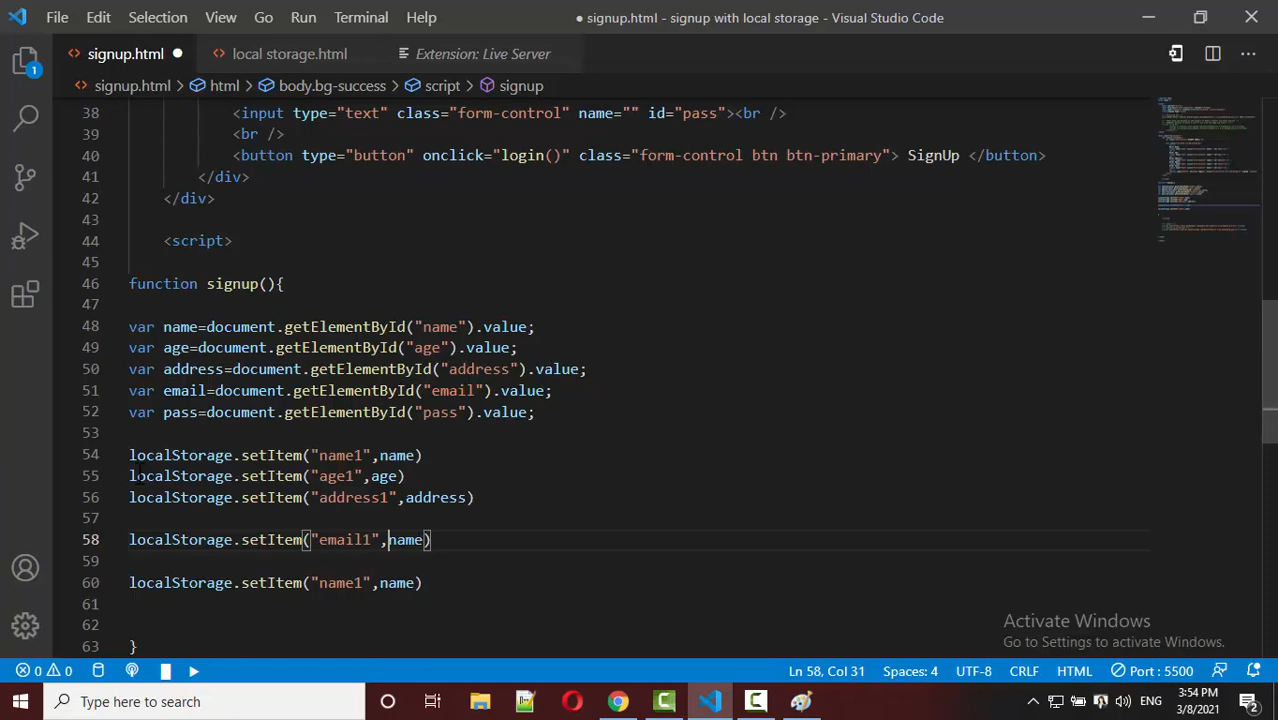 File Edit Selection View Go Run Terminal Help
● signup.html - signup with local storage - Visual Studio Code
signup.html ●
local storage.html
Extension: Live Server
signup.html > html > body.bg-success > script > signup
38 <input type="text" class="form-control" name="" id="pass"><br />
39 <br />
40 <button type="button" onclick="login()" class="form-control btn btn-primary"> SignUp </button>
41 </div>
42 </div>
43
44 <script>
45
46 function signup(){
47
48 var name=document.getElementById("name").value;
49 var age=document.getElementById("age").value;
50 var address=document.getElementById("address").value;
51 var email=document.getElementById("email").value;
52 var pass=document.getElementById("pass").value;
53
54 localStorage.setItem("name1",name)
55 localStorage.setItem("age1",age)
56 localStorage.setItem("address1",address)
57
58 localStorage.setItem("email1",name)
59
60 localStorage.setItem("name1",name)
61
62
63 }
1
Activate Windows
Go to Settings to activate Windows.
0 0
Ln 58, Col 31 Spaces: 4 UTF-8 CRLF HTML Port : 5500
Type here to search
ENG
3:54 PM
3/8/2021
2